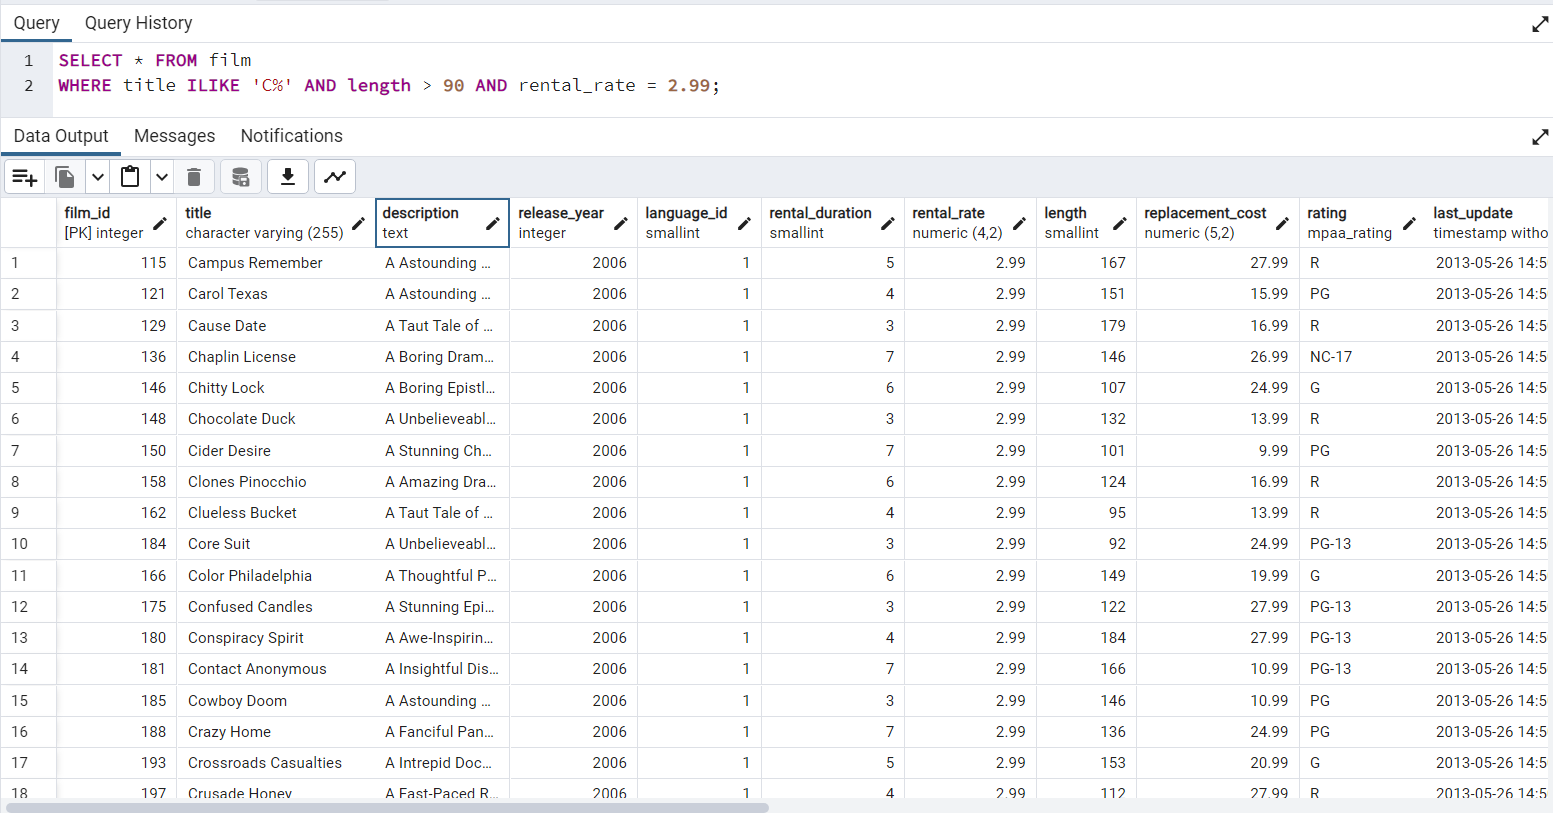 Query Query History
1 SELECT * FROM film
2 WHERE title ILIKE 'C%' AND length > 90 AND rental_rate = 2.99;
Data Output Messages Notifications
film_id title description release_year language_id rental_duration rental_rate length replacement_cost rating last_update
[PK] integer character varying (255) text integer smallint smallint numeric (4,2) smallint numeric (5,2) mpaa_rating timestamp witho
1 115 Campus Remember A Astounding ... 2006 1 5 2.99 167 27.99 R 2013-05-26 14:5
2 121 Carol Texas A Astounding ... 2006 1 4 2.99 151 15.99 PG 2013-05-26 14:5
3 129 Cause Date A Taut Tale of ... 2006 1 3 2.99 179 16.99 R 2013-05-26 14:5
4 136 Chaplin License A Boring Dram... 2006 1 7 2.99 146 26.99 NC-17 2013-05-26 14:5
5 146 Chitty Lock A Boring Epistl... 2006 1 6 2.99 107 24.99 G 2013-05-26 14:5
6 148 Chocolate Duck A Unbelieveabl... 2006 1 3 2.99 132 13.99 R 2013-05-26 14:5
7 150 Cider Desire A Stunning Ch... 2006 1 7 2.99 101 9.99 PG 2013-05-26 14:5
8 158 Clones Pinocchio A Amazing Dra... 2006 1 6 2.99 124 16.99 R 2013-05-26 14:5
9 162 Clueless Bucket A Taut Tale of ... 2006 1 4 2.99 95 13.99 R 2013-05-26 14:5
10 184 Core Suit A Unbelieveabl... 2006 1 3 2.99 92 24.99 PG-13 2013-05-26 14:5
11 166 Color Philadelphia A Thoughtful P... 2006 1 6 2.99 149 19.99 G 2013-05-26 14:5
12 175 Confused Candles A Stunning Epi... 2006 1 3 2.99 122 27.99 PG-13 2013-05-26 14:5
13 180 Conspiracy Spirit A Awe-Inspirin... 2006 1 4 2.99 184 27.99 PG-13 2013-05-26 14:5
14 181 Contact Anonymous A Insightful Dis... 2006 1 7 2.99 166 10.99 PG-13 2013-05-26 14:5
15 185 Cowboy Doom A Astounding ... 2006 1 3 2.99 146 10.99 PG 2013-05-26 14:5
16 188 Crazy Home A Fanciful Pan... 2006 1 7 2.99 136 24.99 PG 2013-05-26 14:5
17 193 Crossroads Casualties A Intrepid Doc... 2006 1 5 2.99 153 20.99 G 2013-05-26 14:5
18 197 Crusade Honey A Fast-Paced R... 2006 1 4 2.99 112 27.99 R 2013-05-26 14:5